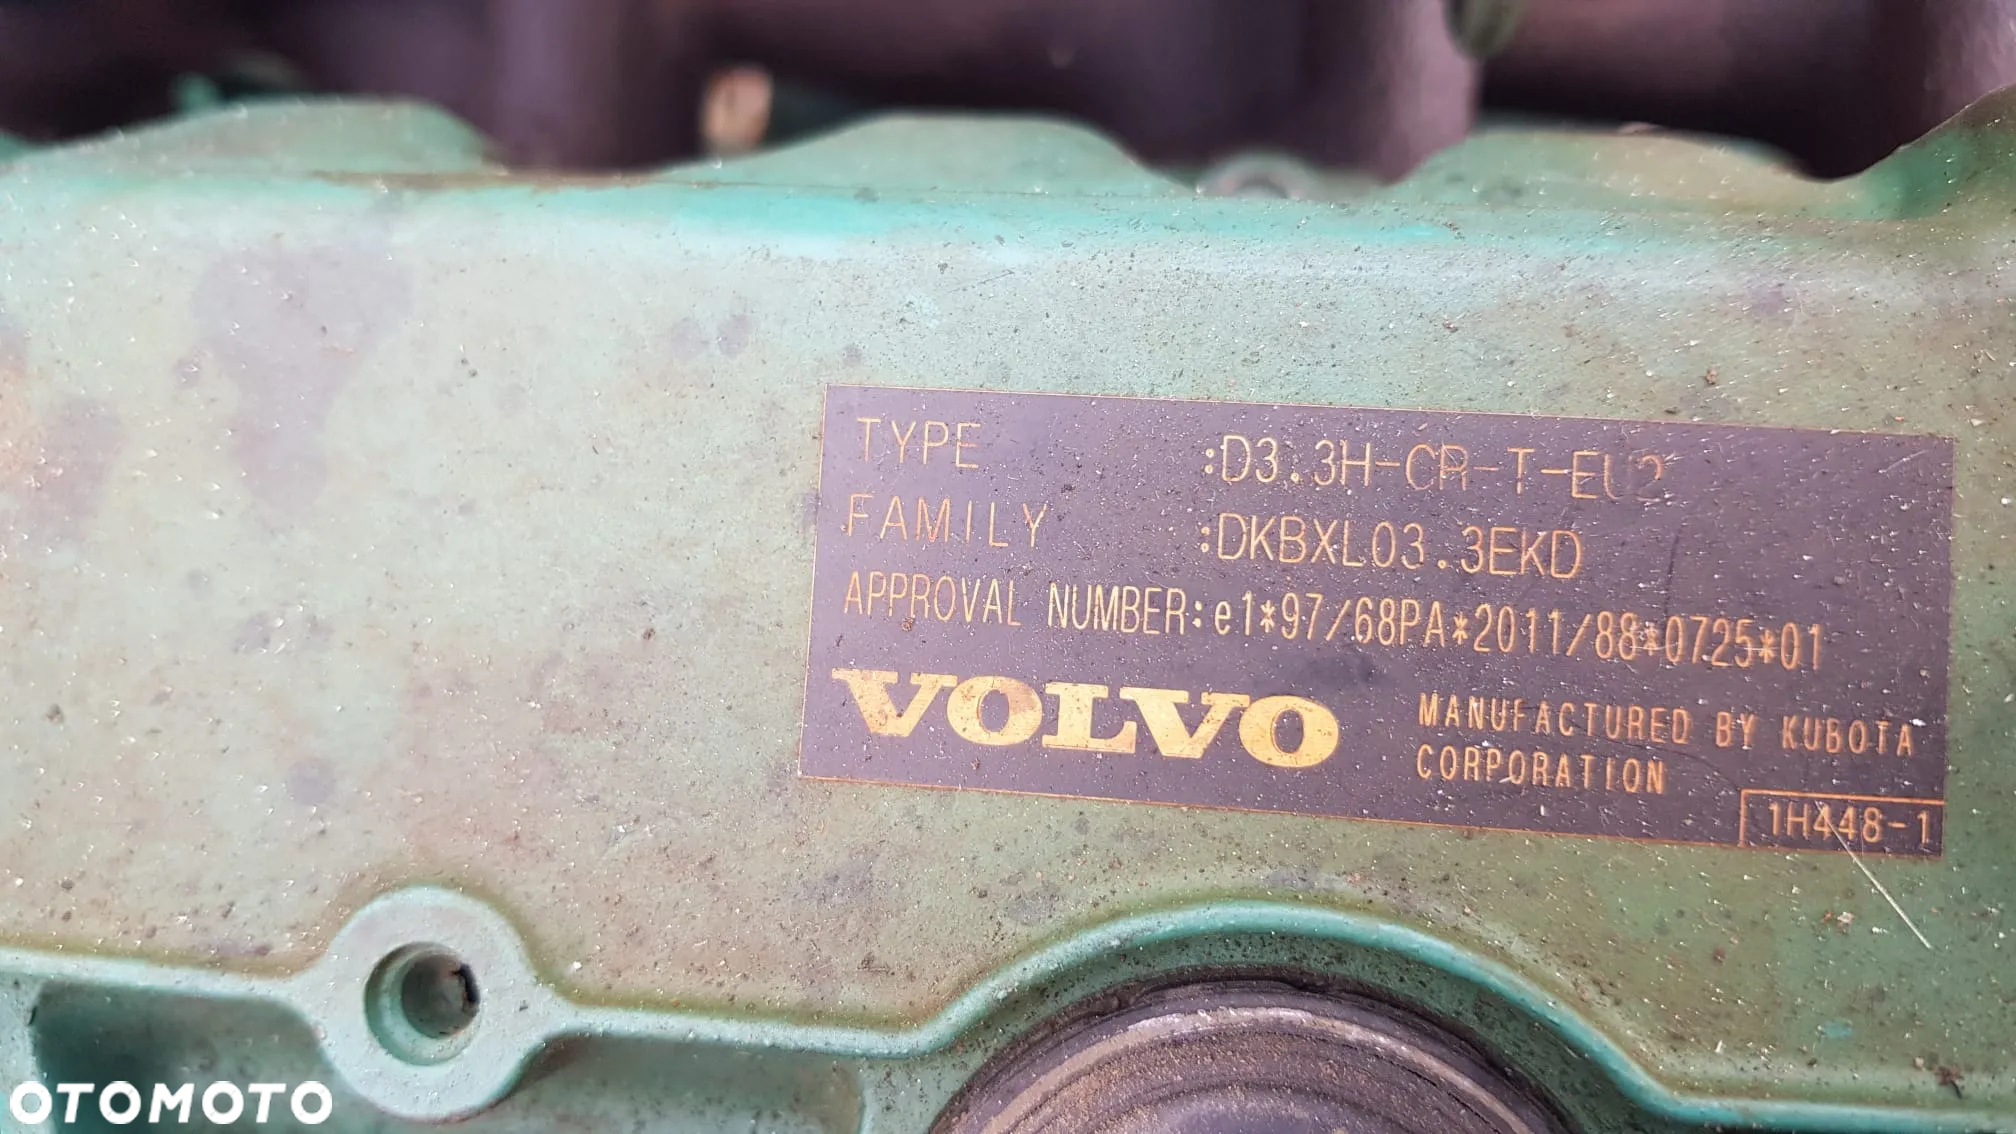 TYPE :D3.3H-CR-T-EU2
FAMILY :DKBXL03.3EKD
APPROVAL NUMBER:e1*97/68PA*2011/88*0725*01
VOLVO
MANUFACTURED BY KUBOTA
CORPORATION
1H448-1
OTOMOTO